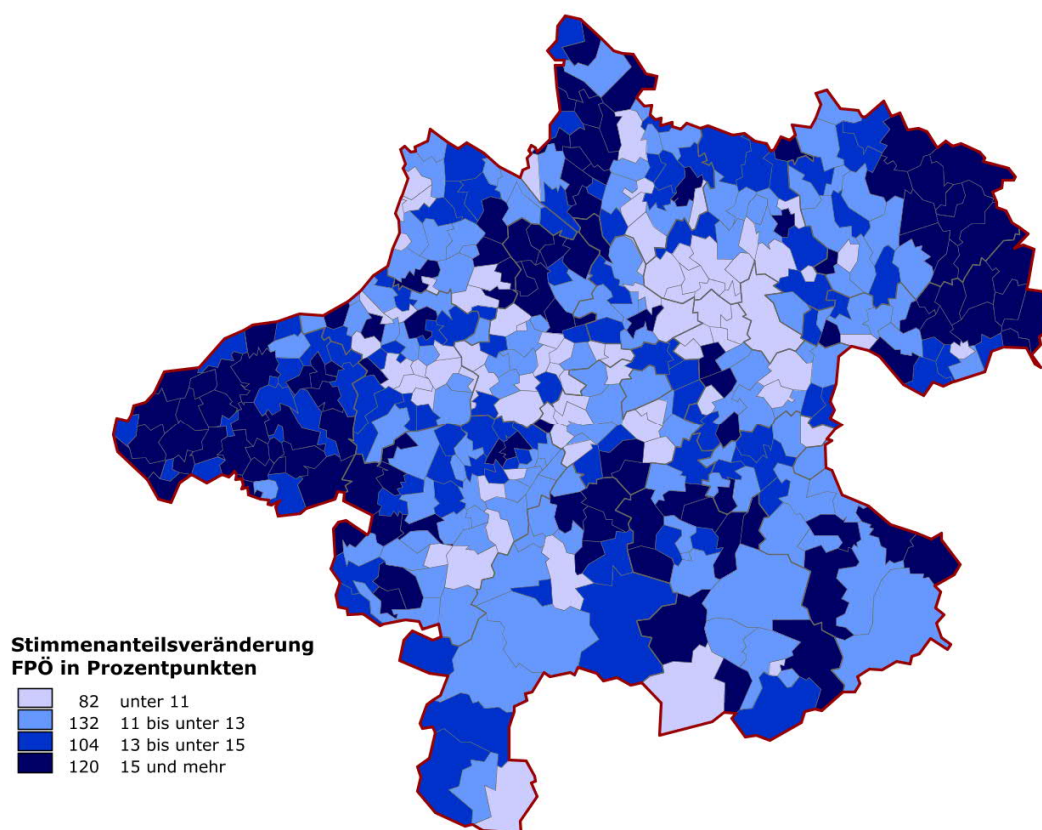 Stimmenanteilsveränderung
FPÖ in Prozentpunkten
82 unter 11
132 11 bis unter 13
104 13 bis unter 15
120 15 und mehr